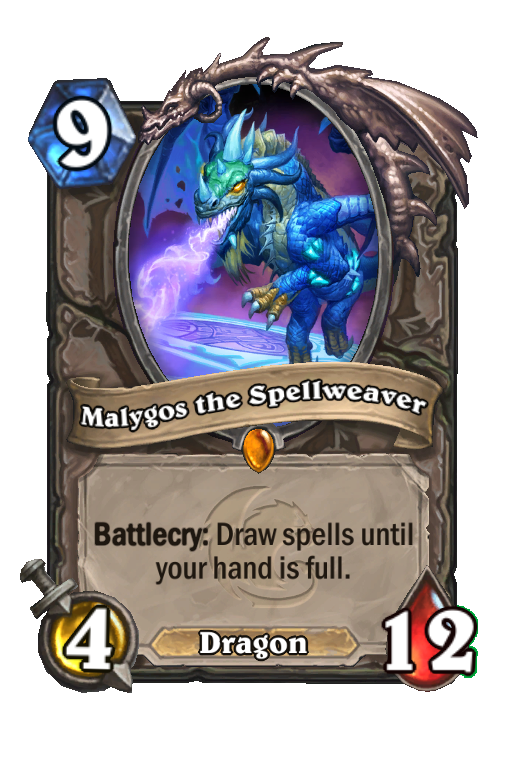 9
Malygos the Spellweaver
Battlecry: Draw spells until
your hand is full.
4
Dragon
12